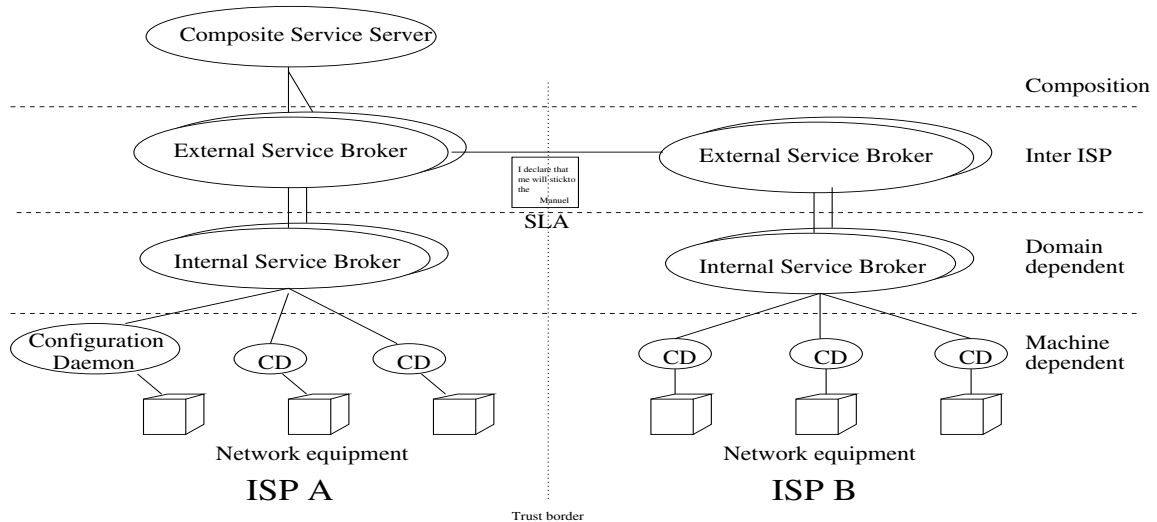 Composite Service Server
Composition
External Service Broker
External Service Broker
Inter ISP
I declare that
me will stickto
the
Manuel
SLA
Internal Service Broker
Internal Service Broker
Domain
dependent
Configuration
Daemon
CD
CD
CD
CD
CD
Machine
dependent
Network equipment
Network equipment
ISP A
ISP B
Trust border